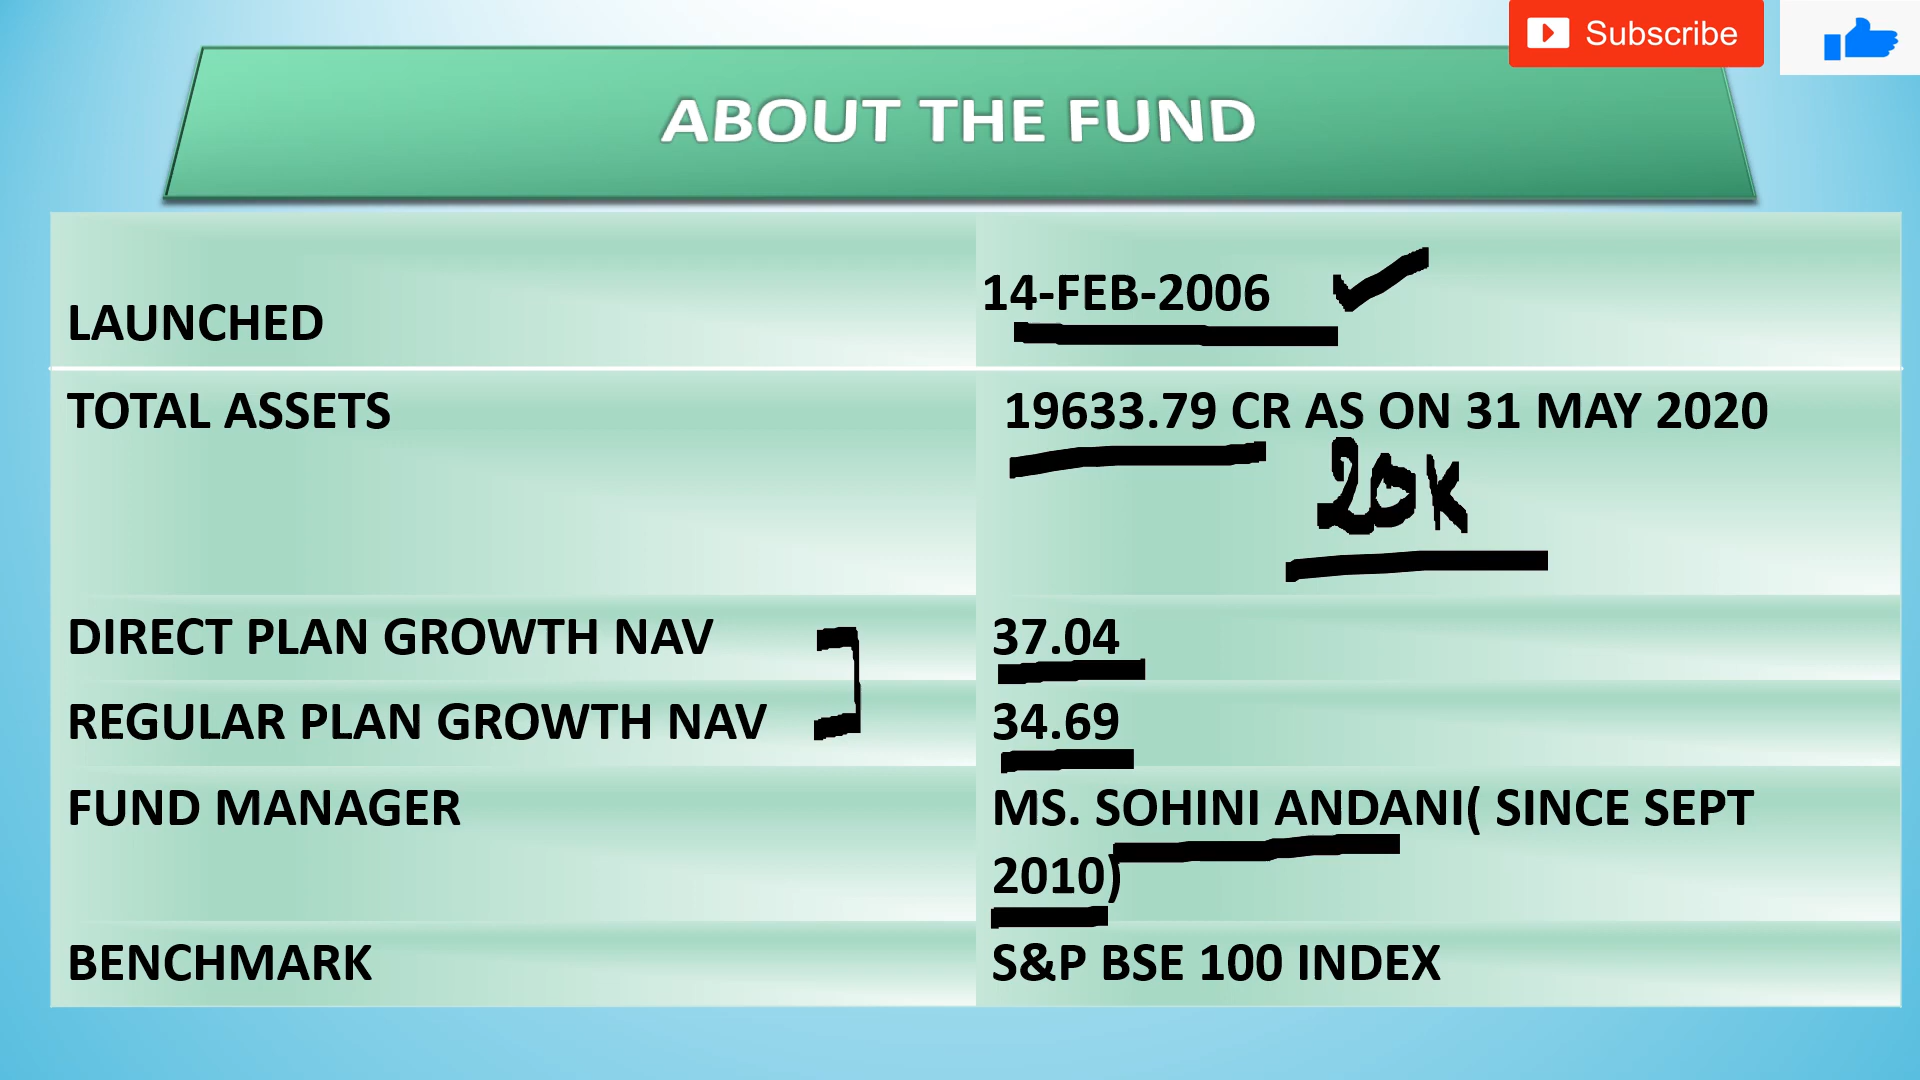 Subscribe
ABOUT THE FUND
LAUNCHED
14-FEB-2006
TOTAL ASSETS
19633.79 CR AS ON 31 MAY 2020
20K
DIRECT PLAN GROWTH NAV
37.04
REGULAR PLAN GROWTH NAV
34.69
FUND MANAGER
MS. SOHINI ANDANI( SINCE SEPT
2010)
BENCHMARK
S&P BSE 100 INDEX